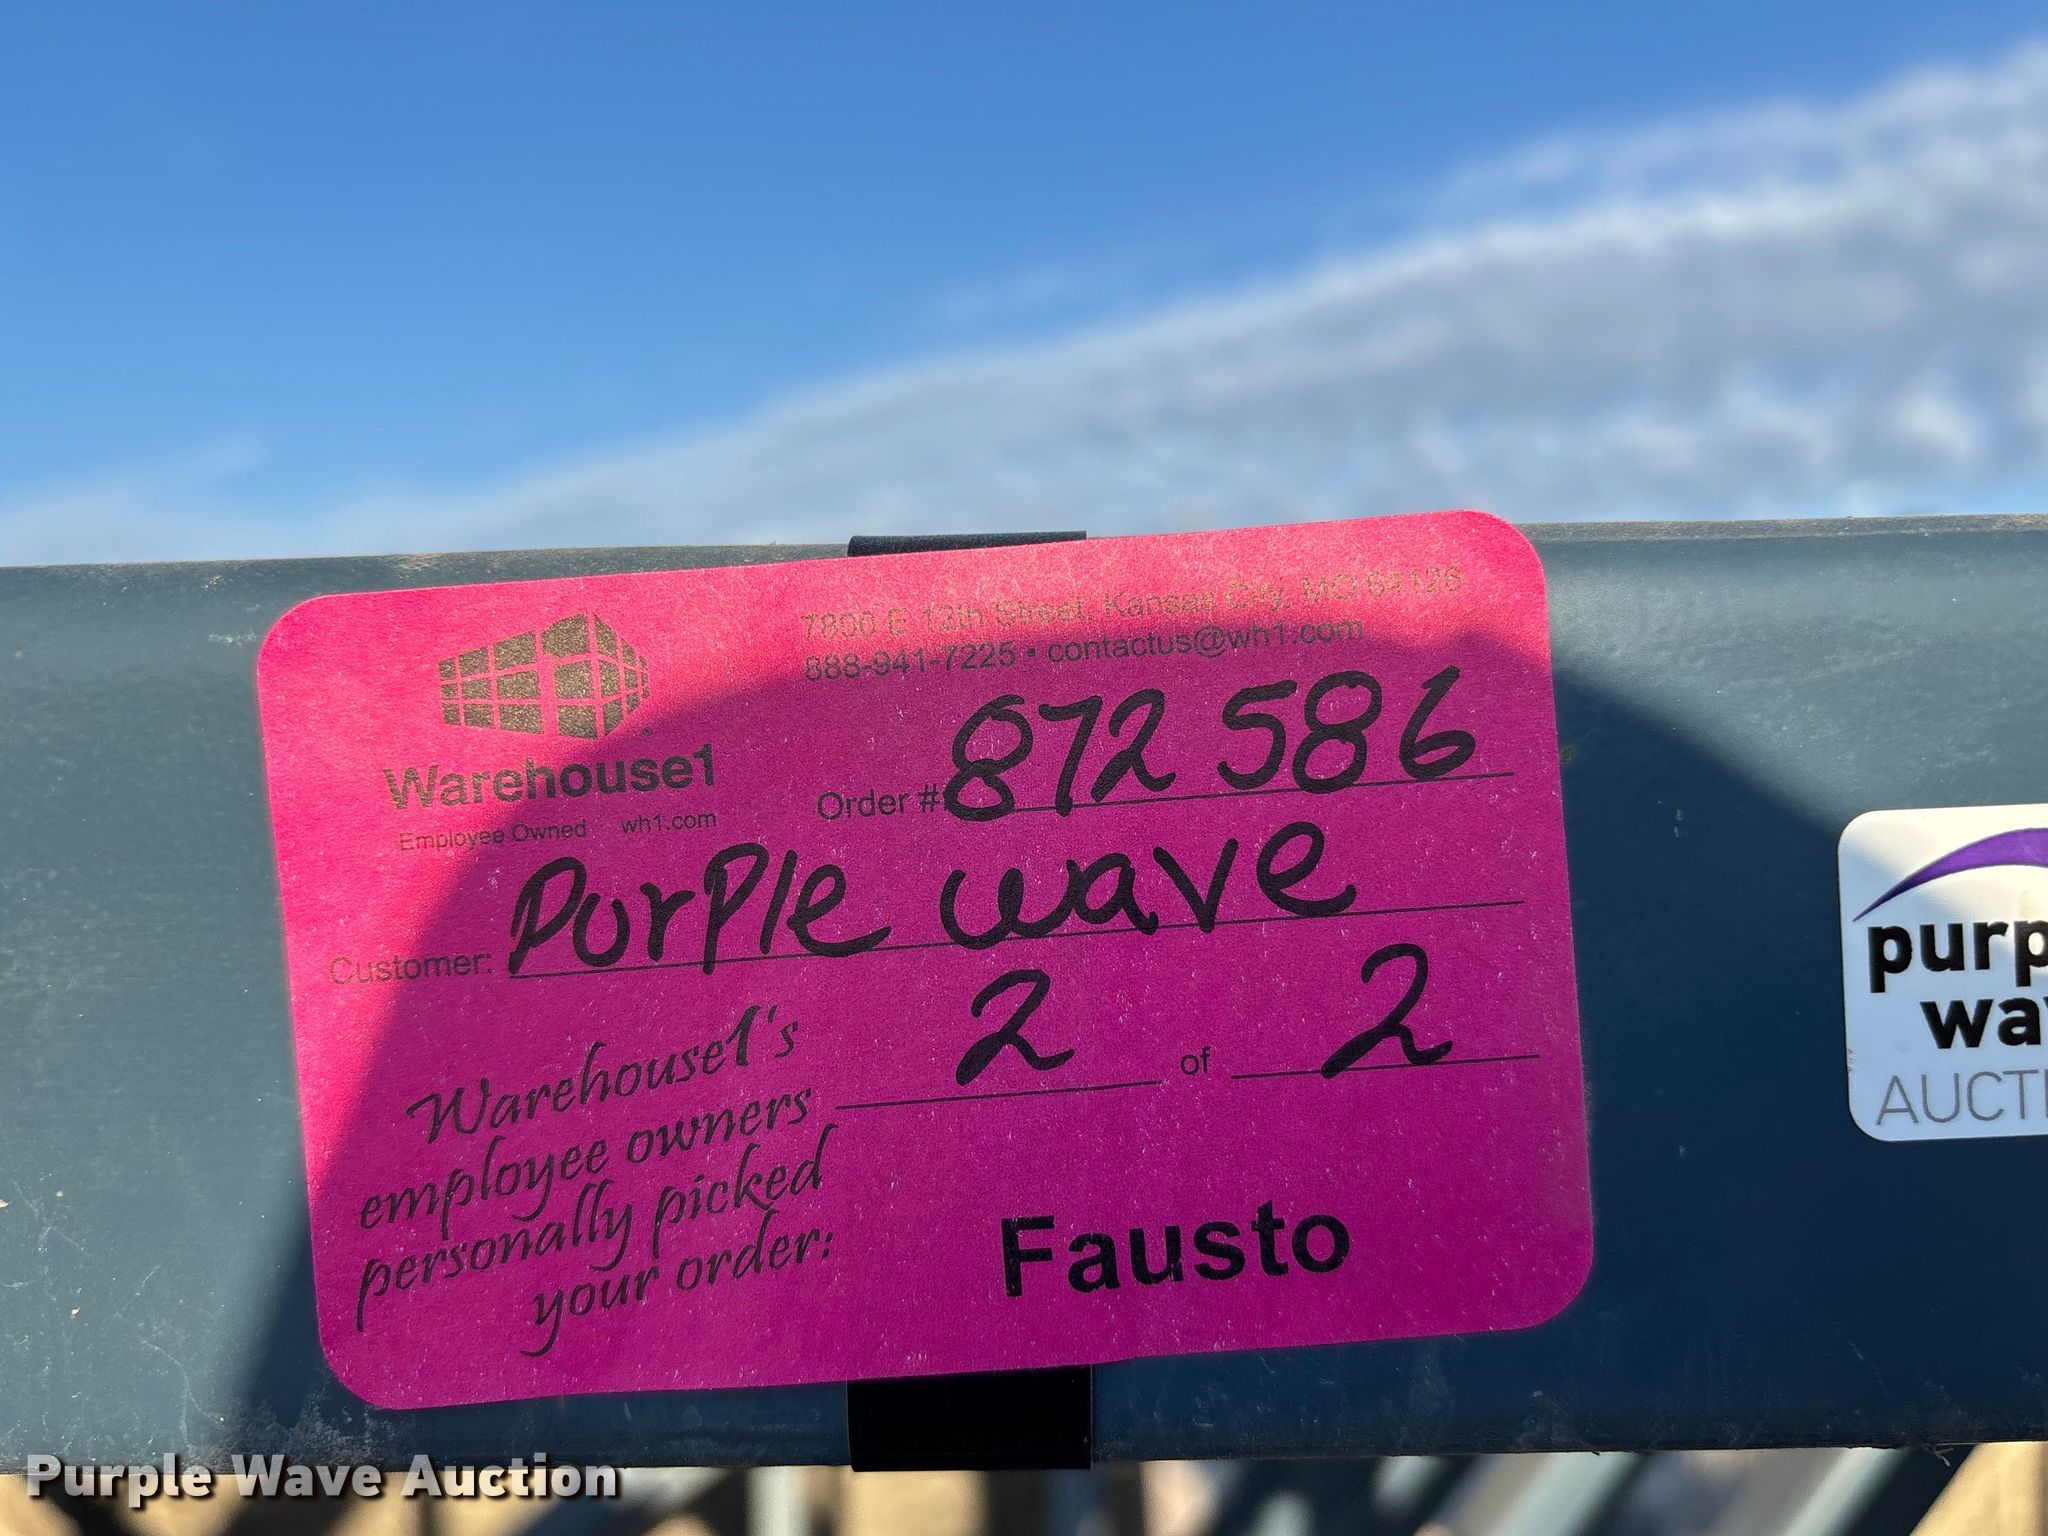 7800 E 12th Street, Kansas City, MO 64126
888-941-7225 • contactus@wh1.com
Warehouse1
Employee Owned wh1.com
Order #: 872 586
Customer: Purple wave
2 of 2
Warehouse1's
employee owners
personally picked
your order:
Fausto
purp
wa
AUCT
Purple Wave Auction